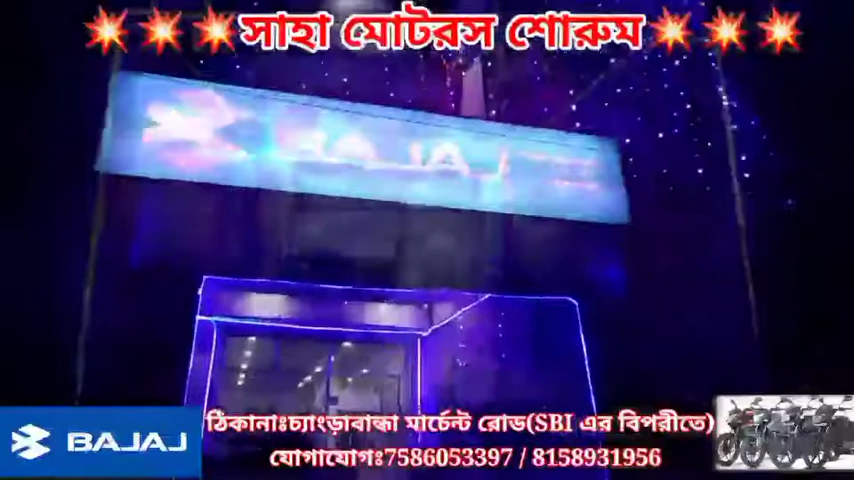 সাহা মোটরস শোরুম
BAJAJ
ঠিকানাঃচ্যাংড়াবান্ধা মার্চেন্ট রোড(SBI এর বিপরীতে)
BAJAJ
যোগাযোগঃ7586053397 / 8158931956